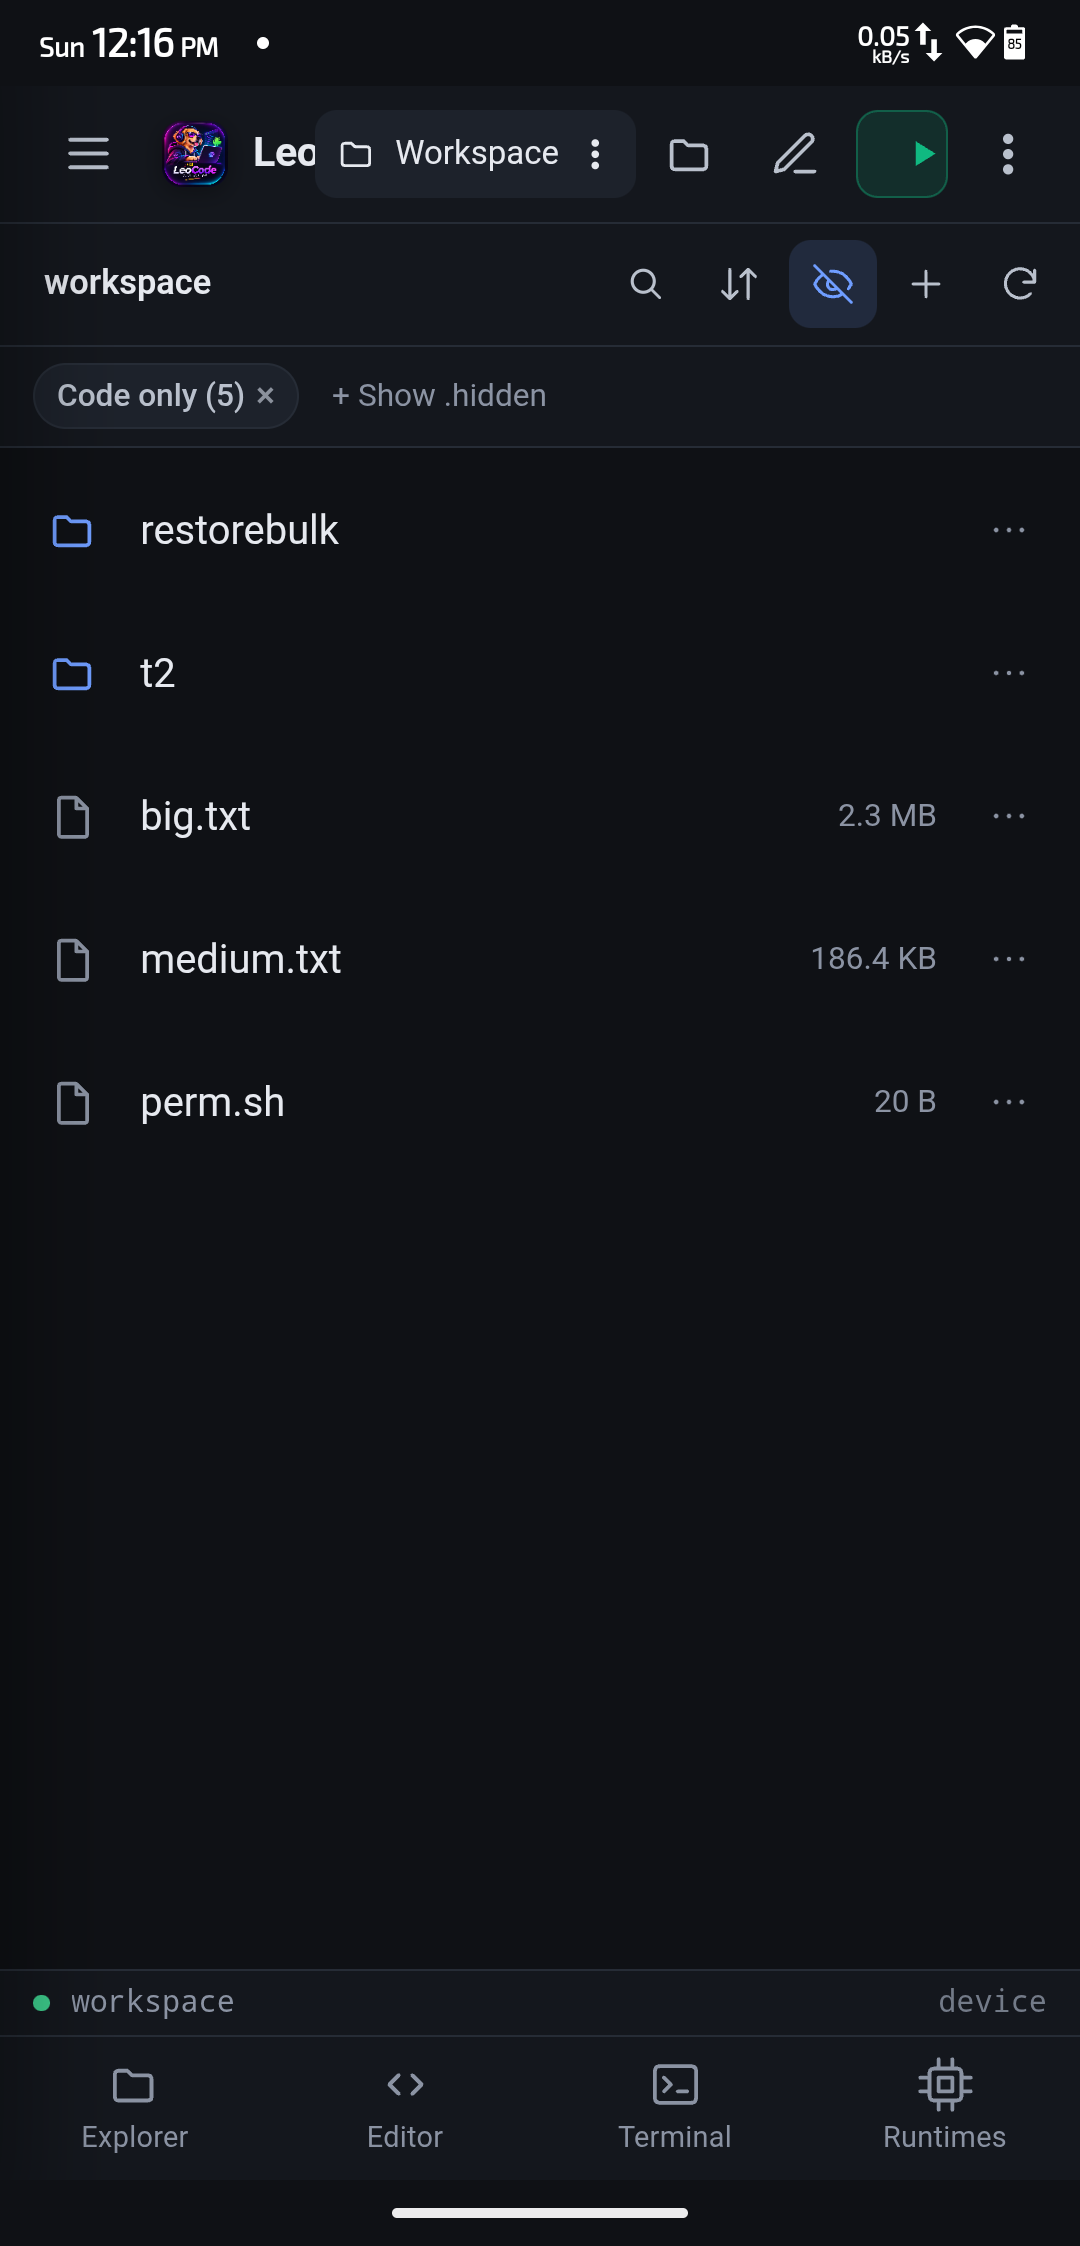 Sun 12:16 PM
0.05 kB/s
85
LeoCode
Leo
Workspace
workspace
Code only (5) ×
+ Show .hidden
restorebulk
t2
big.txt 2.3 MB
medium.txt 186.4 KB
perm.sh 20 B
workspace device
Explorer Editor Terminal Runtimes